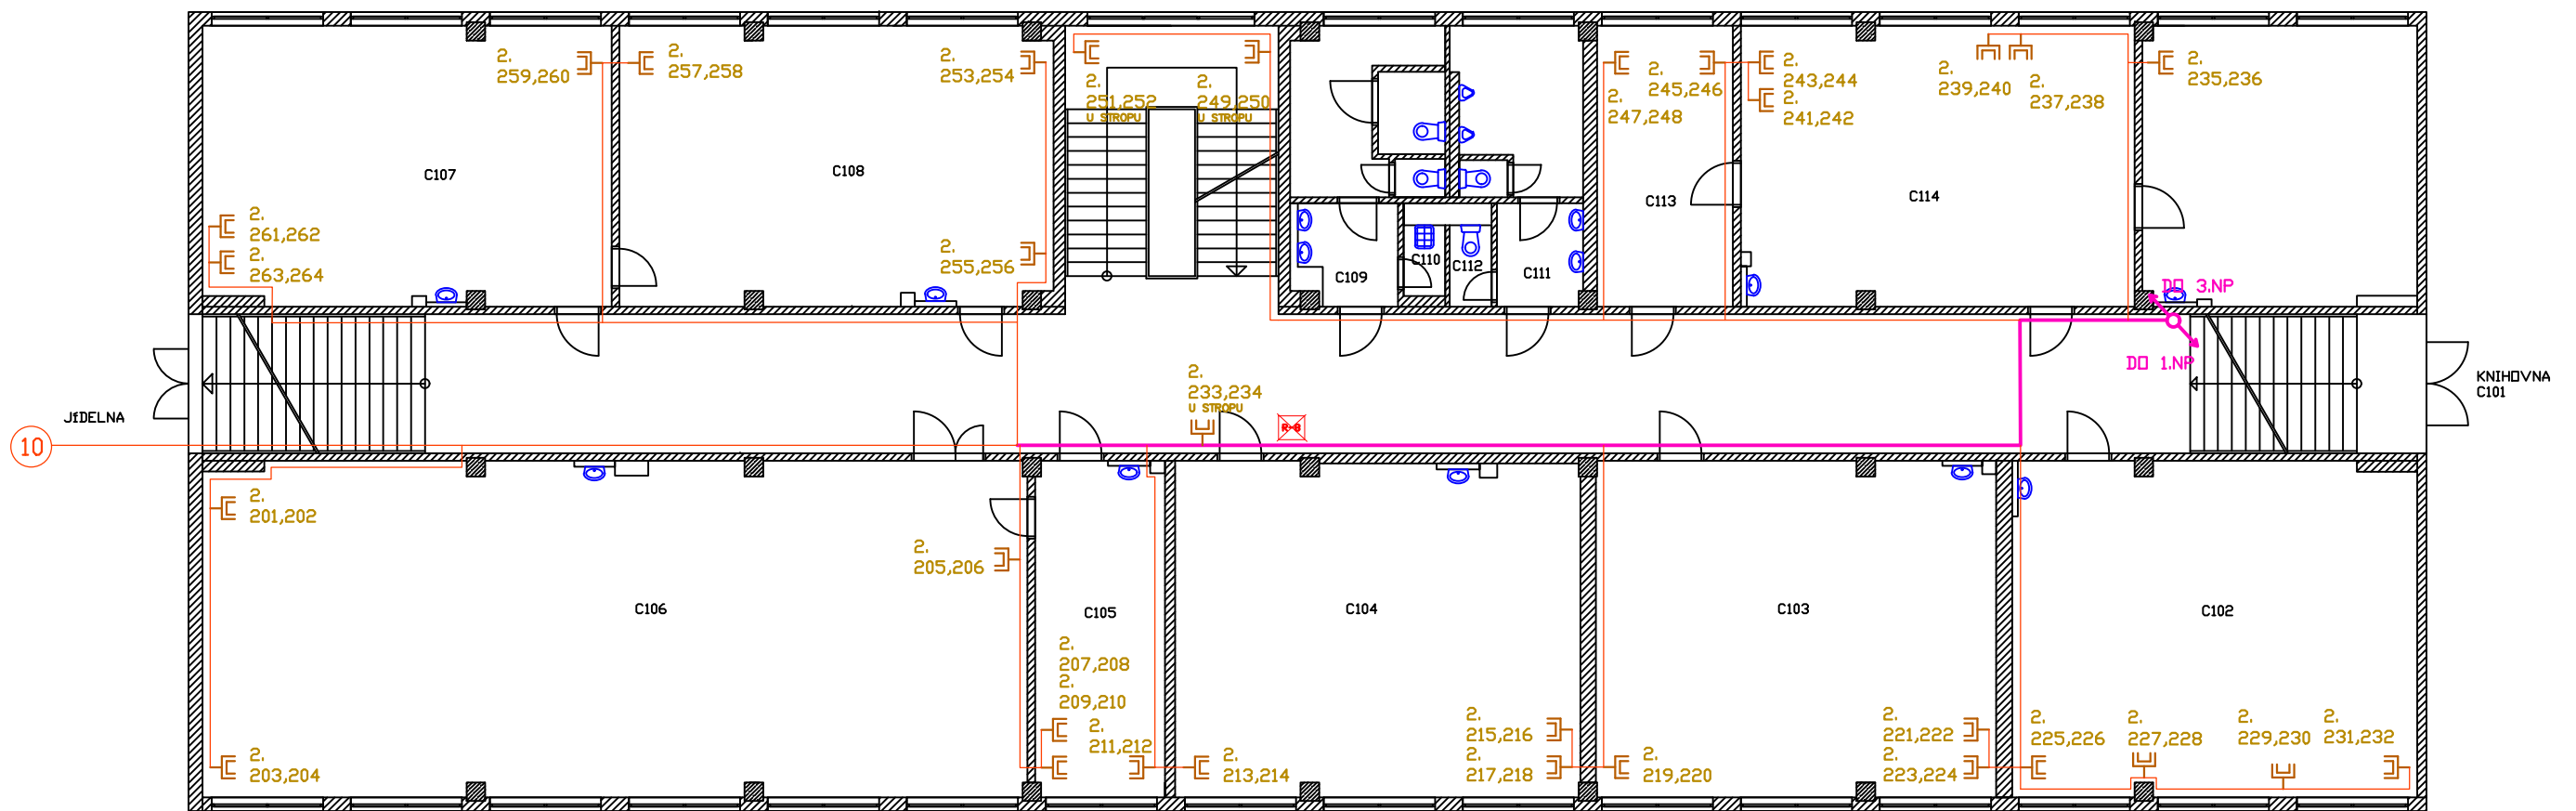 2.
259,260
2.
257,258
2.
253,254
2.
251,252
U STROPU
2.
249,250
U STROPU
2.
245,246
2.
247,248
2.
243,244
2.
241,242
2.
239,240
2.
237,238
2.
235,236
C107
C108
C113
C114
2.
261,262
2.
263,264
2.
255,256
C109
C110
C112
C111
DO 3.NP
DO 1.NP
JÍDELNA
KNIHOVNA
C101
10
2.
233,234
U STROPU
R-B
2.
201,202
2.
205,206
C106
C105
C104
C103
C102
2.
207,208
2.
209,210
2.
211,212
2.
203,204
2.
213,214
2.
215,216
2.
217,218
2.
219,220
2.
221,222
2.
223,224
2.
225,226
2.
227,228
2.
229,230
2.
231,232